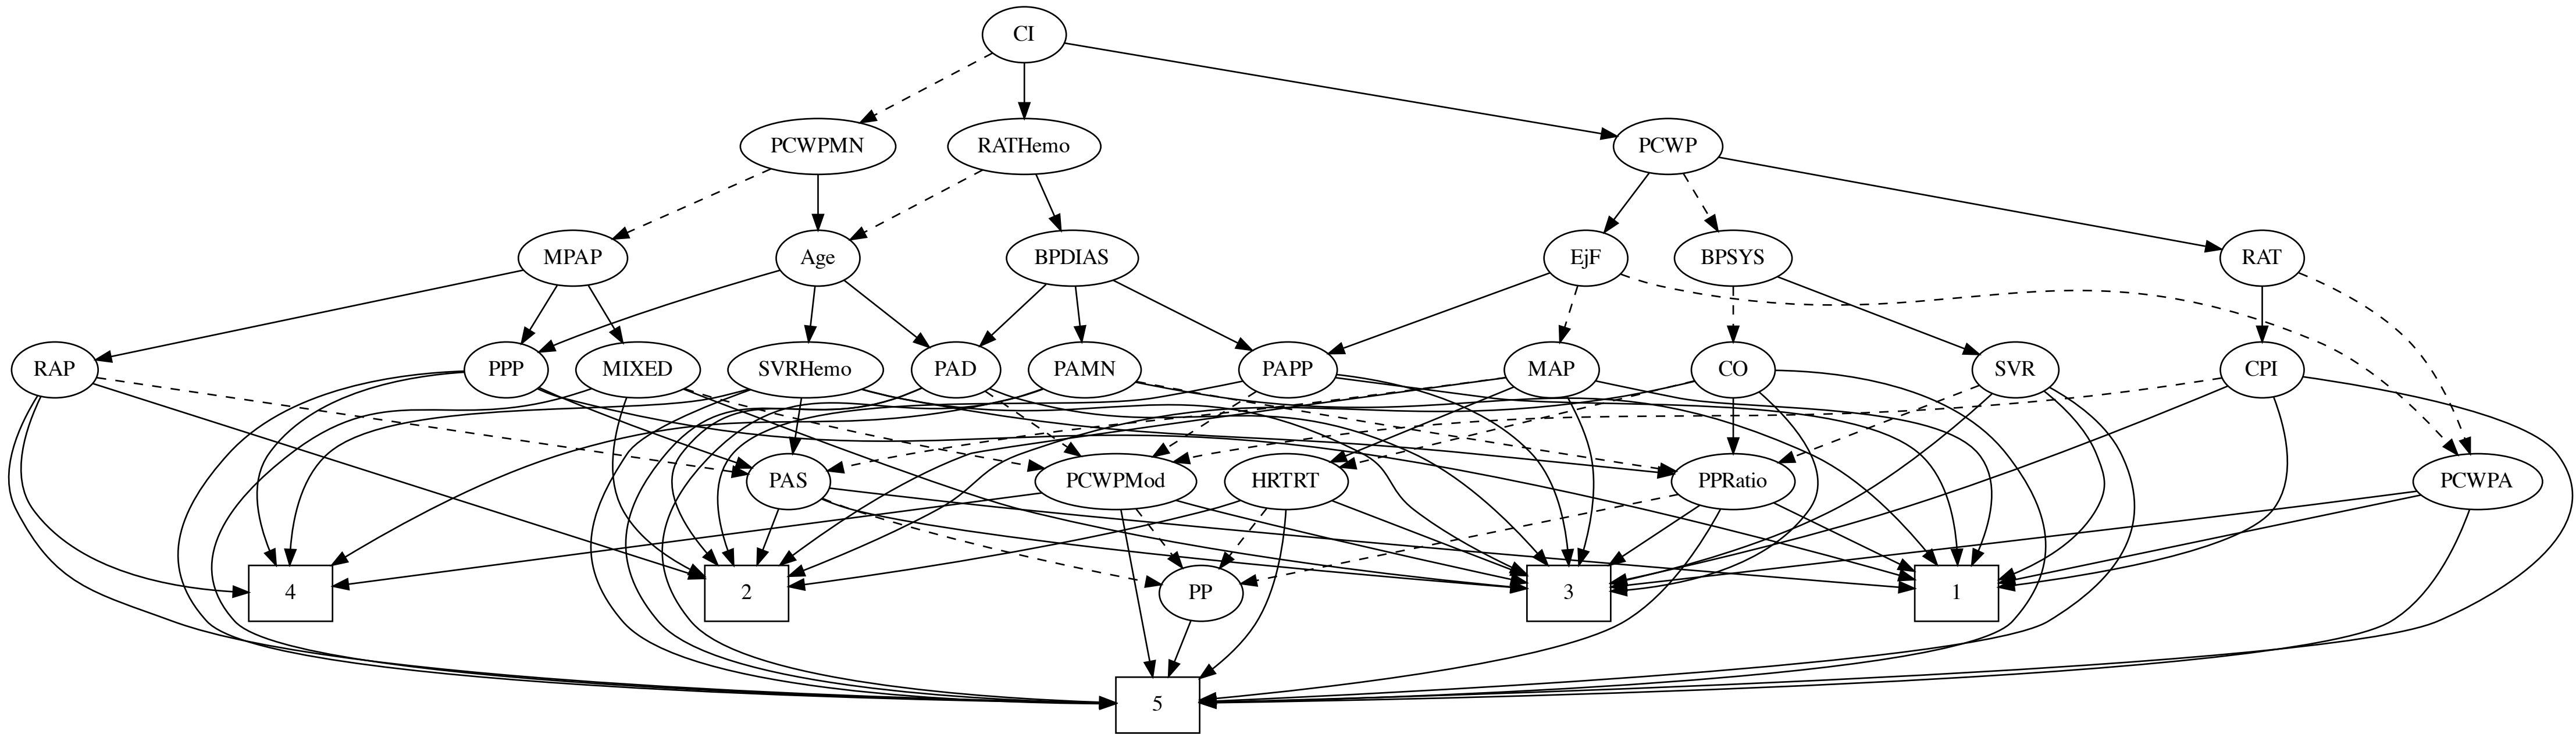 CI
PCWPMN
RATHemo
PCWP
MPAP
Age
BPDIAS
EjF
BPSYS
RAT
RAP
PPP
MIXED
SVRHemo
PAD
PAMN
PAPP
MAP
CO
SVR
CPI
PAS
PCWPMod
HRTRT
PPRatio
PCWPA
4
2
PP
3
1
5